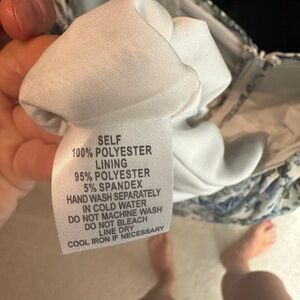 SELF
100% POLYESTER
LINING
95% POLYESTER
5% SPANDEX
HAND WASH SEPARATELY
IN COLD WATER
DO NOT MACHINE WASH
DO NOT BLEACH
LINE DRY
COOL IRON IF NECESSARY